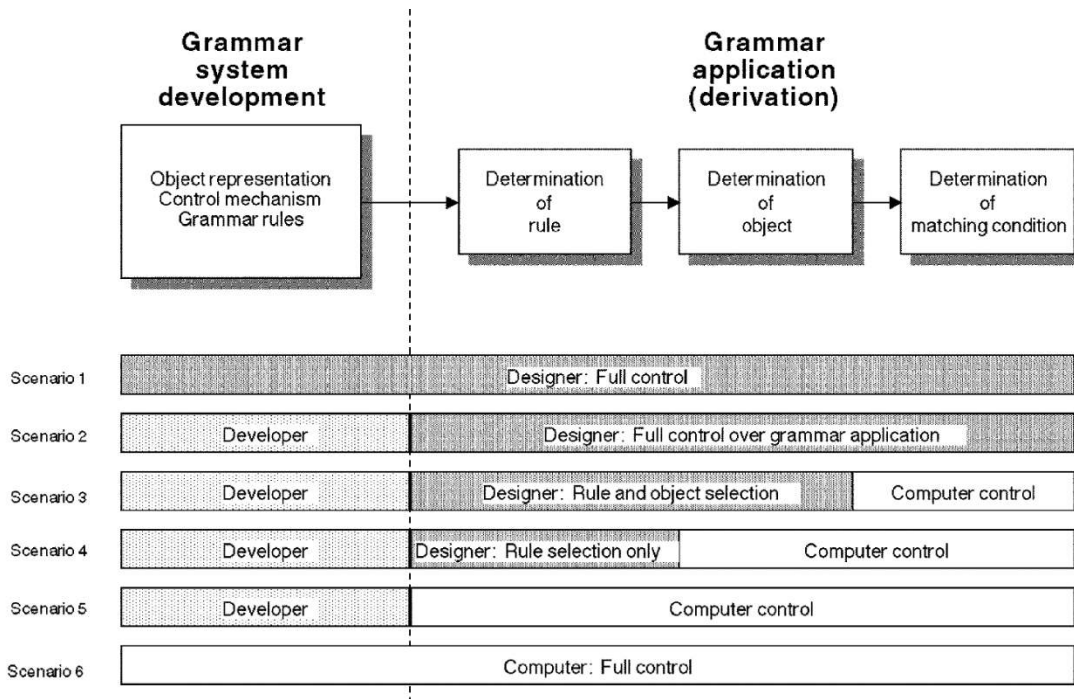 Grammar
system
development
Grammar
application
(derivation)
Object representation
Control mechanism
Grammar rules
Determination
of
rule
Determination
of
object
Determination
of
matching condition
Scenario 1
Designer: Full control
Scenario 2
Developer
Designer: Full control over grammar application
Scenario 3
Developer
Designer: Rule and object selection
Computer control
Scenario 4
Developer
Designer: Rule selection only
Computer control
Scenario 5
Developer
Computer control
Scenario 6
Computer: Full control